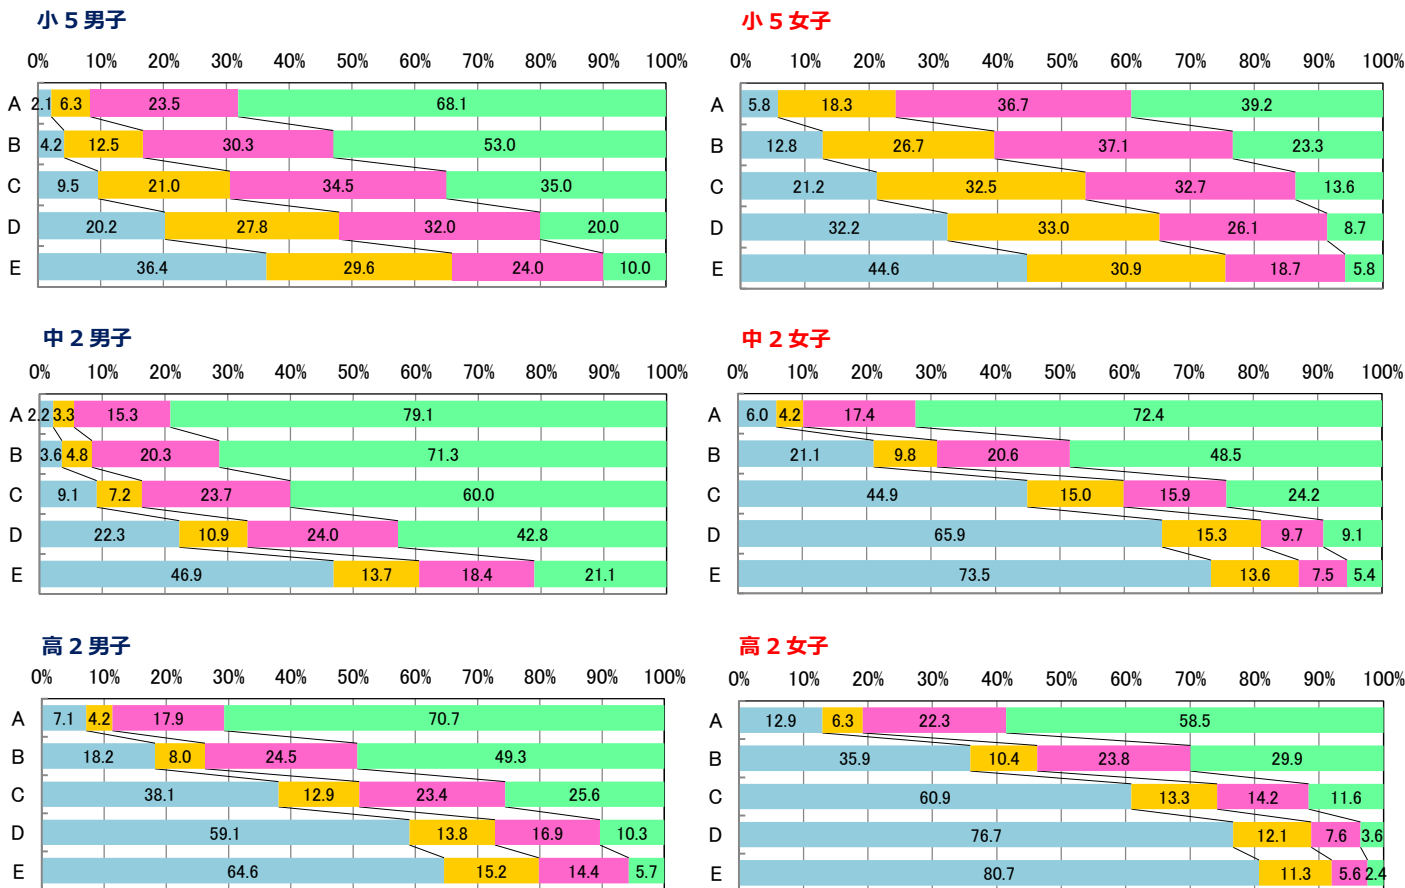 小５男子
0% 10% 20% 30% 40% 50% 60% 70% 80% 90% 100%
A 2.1 6.3 23.5 68.1
B 4.2 12.5 30.3 53.0
C 9.5 21.0 34.5 35.0
D 20.2 27.8 32.0 20.0
E 36.4 29.6 24.0 10.0
小５女子
0% 10% 20% 30% 40% 50% 60% 70% 80% 90% 100%
A 5.8 18.3 36.7 39.2
B 12.8 26.7 37.1 23.3
C 21.2 32.5 32.7 13.6
D 32.2 33.0 26.1 8.7
E 44.6 30.9 18.7 5.8
中２男子
0% 10% 20% 30% 40% 50% 60% 70% 80% 90% 100%
A 2.2 3.3 15.3 79.1
B 3.6 4.8 20.3 71.3
C 9.1 7.2 23.7 60.0
D 22.3 10.9 24.0 42.8
E 46.9 13.7 18.4 21.1
中２女子
0% 10% 20% 30% 40% 50% 60% 70% 80% 90% 100%
A 6.0 4.2 17.4 72.4
B 21.1 9.8 20.6 48.5
C 44.9 15.0 15.9 24.2
D 65.9 15.3 9.7 9.1
E 73.5 13.6 7.5 5.4
高２男子
0% 10% 20% 30% 40% 50% 60% 70% 80% 90% 100%
A 7.1 4.2 17.9 70.7
B 18.2 8.0 24.5 49.3
C 38.1 12.9 23.4 25.6
D 59.1 13.8 16.9 10.3
E 64.6 15.2 14.4 5.7
高２女子
0% 10% 20% 30% 40% 50% 60% 70% 80% 90% 100%
A 12.9 6.3 22.3 58.5
B 35.9 10.4 23.8 29.9
C 60.9 13.3 14.2 11.6
D 76.7 12.1 7.6 3.6
E 80.7 11.3 5.6 2.4